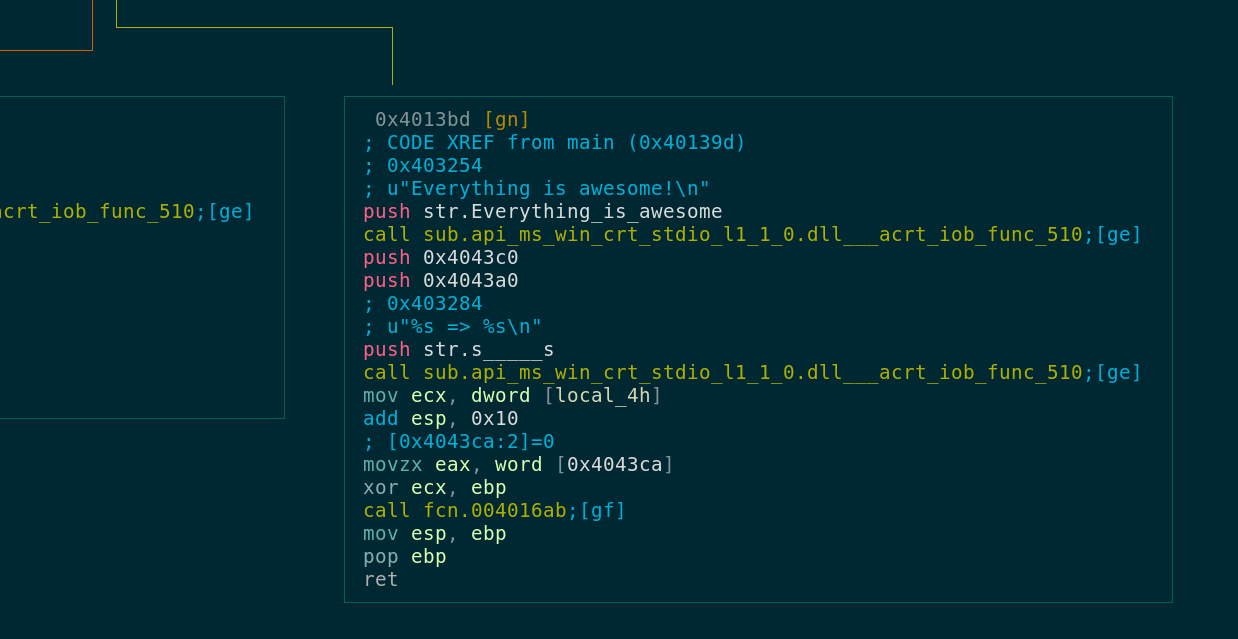 0x4013bd [gn]
; CODE XREF from main (0x40139d)
; 0x403254
; u"Everything is awesome!\n"
acrt_iob_func_510;[ge]
push str.Everything_is_awesome
call sub.api_ms_win_crt_stdio_l1_1_0.dll___acrt_iob_func_510;[ge]
push 0x4043c0
push 0x4043a0
; 0x403284
; u"%s => %s\n"
push str.s_____s
call sub.api_ms_win_crt_stdio_l1_1_0.dll___acrt_iob_func_510;[ge]
mov ecx, dword [local_4h]
add esp, 0x10
; [0x4043ca:2]=0
movzx eax, word [0x4043ca]
xor ecx, ebp
call fcn.004016ab;[gf]
mov esp, ebp
pop ebp
ret